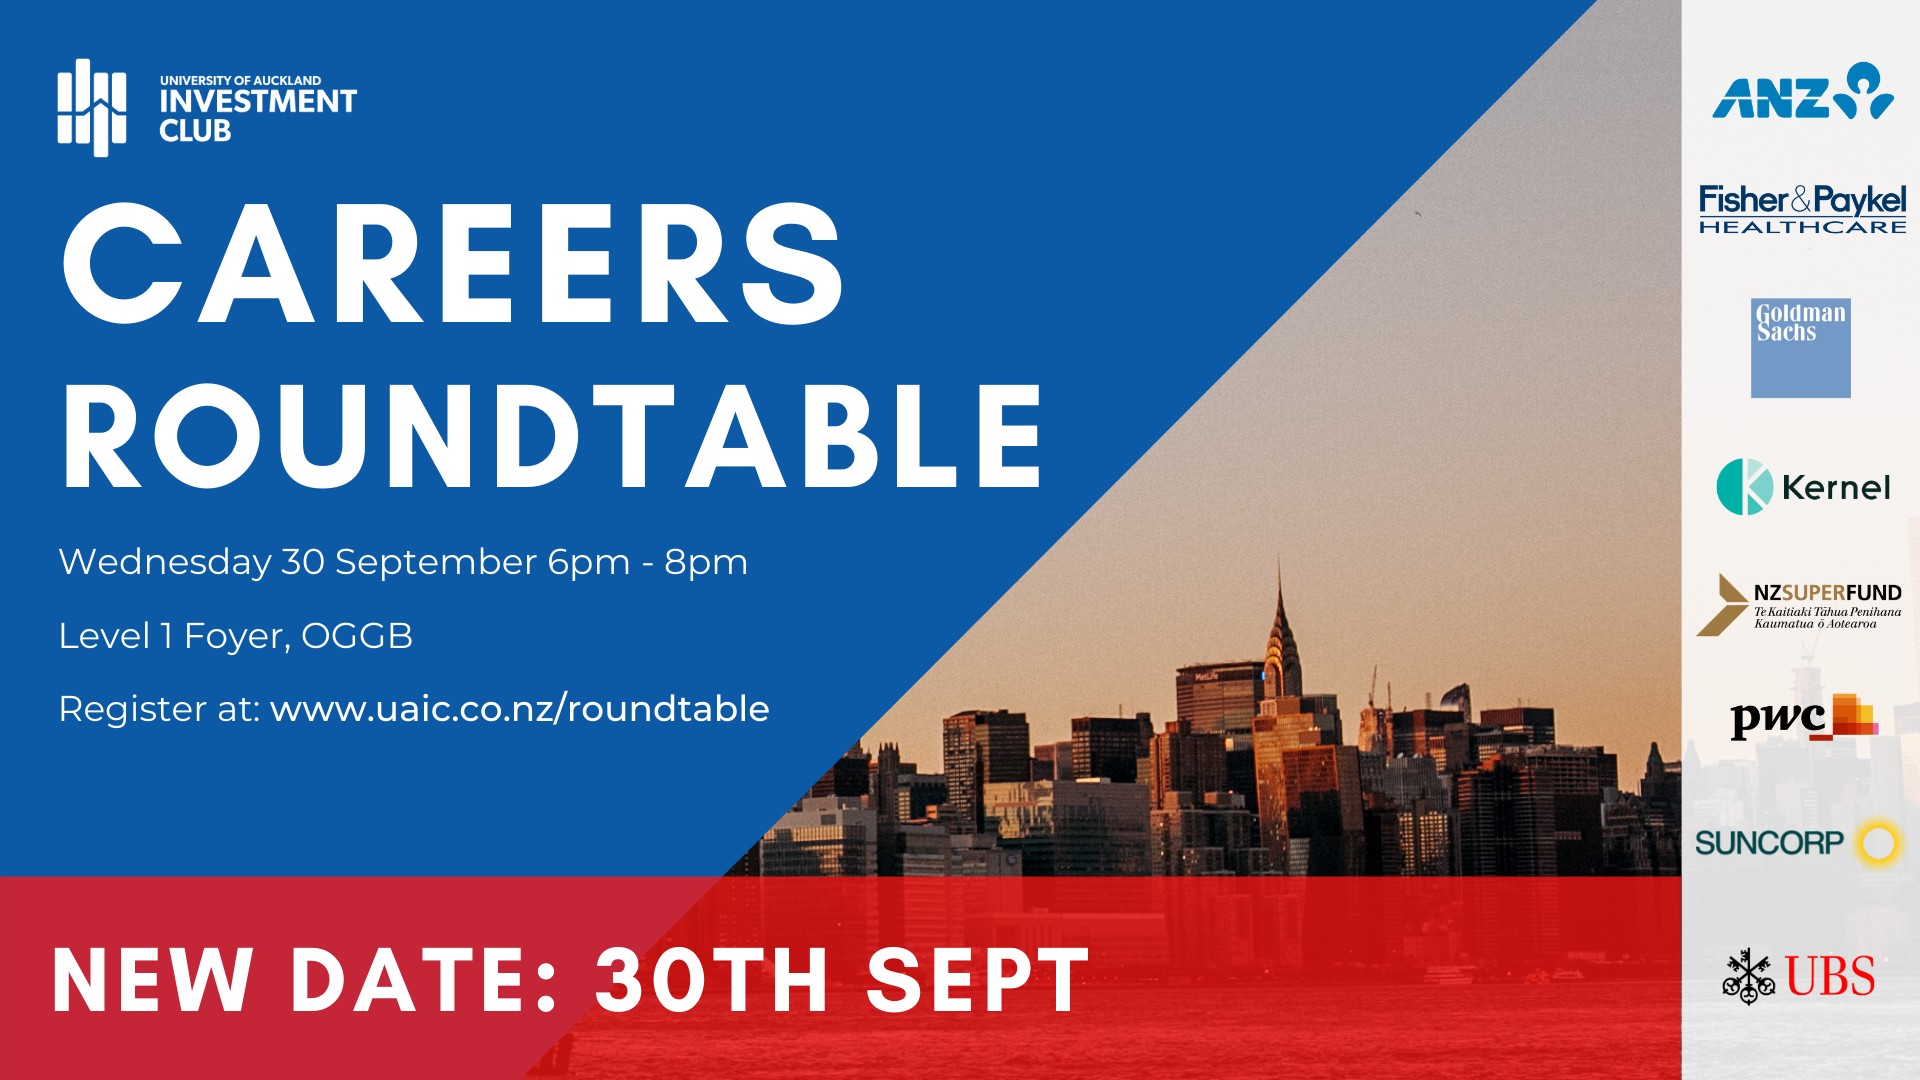 UNIVERSITY OF AUCKLAND
INVESTMENT
CLUB
CAREERS
ROUNDTABLE
Wednesday 30 September 6pm - 8pm
Level 1 Foyer, OGGB
Register at: www.uaic.co.nz/roundtable
NEW DATE: 30TH SEPT
MetLife
ANZ
Fisher&Paykel
HEALTHCARE
Goldman
Sachs
Kernel
NZSUPERFUND
Te Kaitiaki Tāhua Penihana
Kaumatua ō Aotearoa
pwc
SUNCORP
UBS